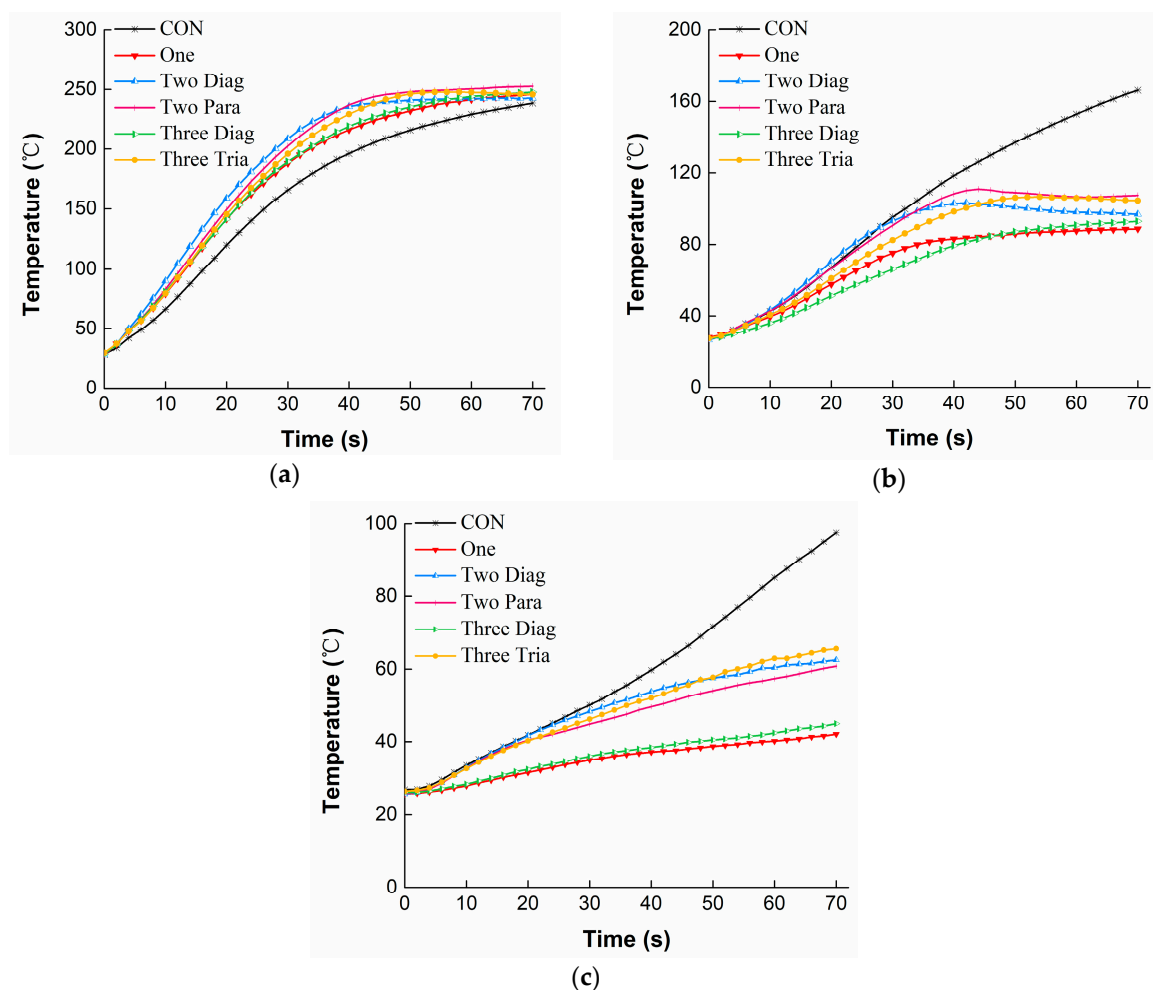 300
250
200
150
100
50
0
Temperature (℃)
CON
One
Two Diag
Two Para
Three Diag
Three Tria
0 10 20 30 40 50 60 70
Time (s)
(a)
200
160
120
80
40
0
Temperature (℃)
CON
One
Two Diag
Two Para
Three Diag
Three Tria
0 10 20 30 40 50 60 70
Time (s)
(b)
100
80
60
40
20
0
Temperature (℃)
CON
One
Two Diag
Two Para
Three Diag
Three Tria
0 10 20 30 40 50 60 70
Time (s)
(c)